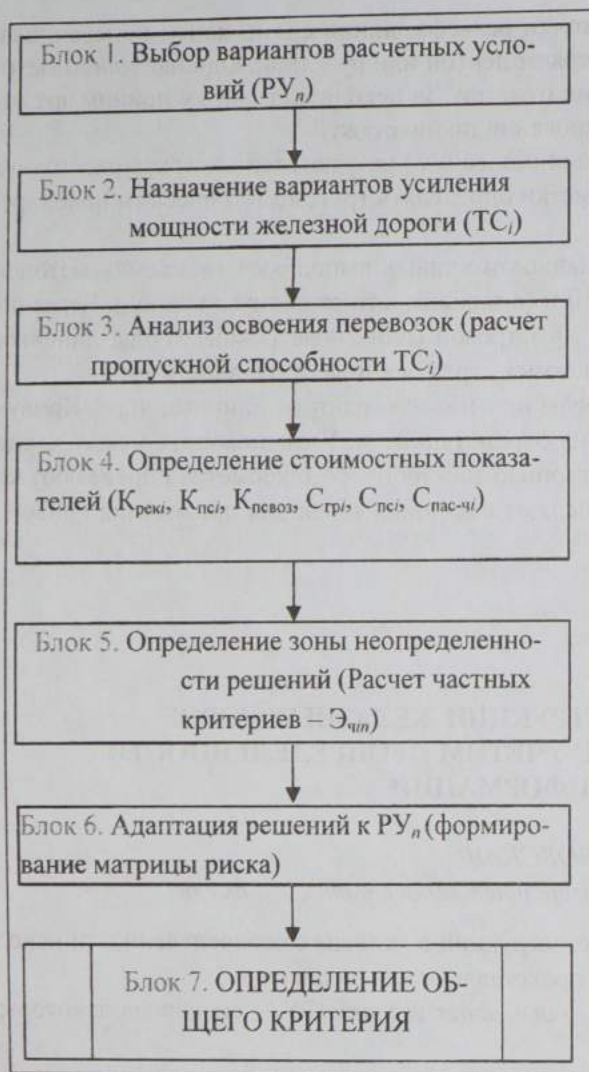 Блок 1. Выбор вариантов расчетных усло-
вий (РУn)
Блок 2. Назначение вариантов усиления
мощности железной дороги (ТСi)
Блок 3. Анализ освоения перевозок (расчет
пропускной способности ТСi)
Блок 4. Определение стоимостных показа-
телей (Крекi, Кпсi, Кпсвоз, Сгрi, Спсi, Спас-чi)
Блок 5. Определение зоны неопределенно-
сти решений (Расчет частных
критериев – Эчin)
Блок 6. Адаптация решений к РУn (формиро-
вание матрицы риска)
Блок 7. ОПРЕДЕЛЕНИЕ ОБ-
ЩЕГО КРИТЕРИЯ